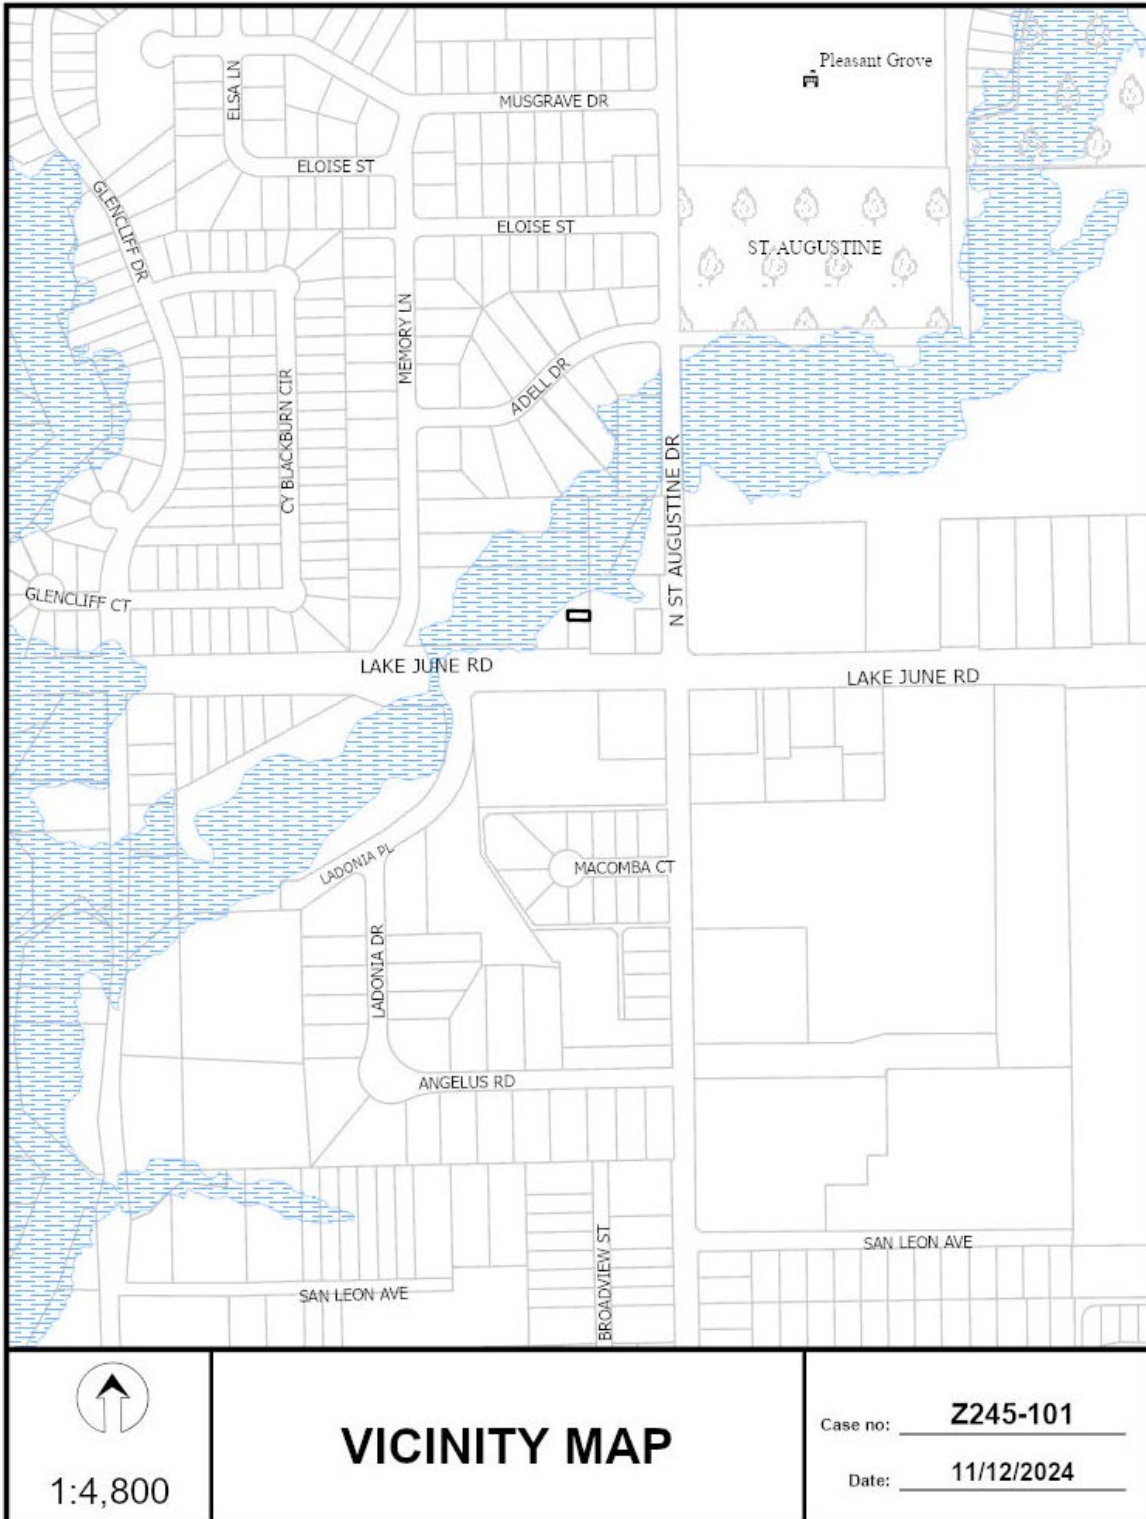 Pleasant Grove
ELSA LN
MUSGRAVE DR
ELOISE ST
GLENCLIFF DR
ELOISE ST
ST. AUGUSTINE
MEMORY LN
ADELL DR
CY BLACKBURN CIR
N ST AUGUSTINE DR
GLENCLIFF CT
LAKE JUNE RD
LAKE JUNE RD
LADONIA PL
MACOMBA CT
LADONIA DR
ANGELUS RD
BROADVIEW ST
SAN LEON AVE
SAN LEON AVE
1:4,800
VICINITY MAP
Case no: Z245-101
Date: 11/12/2024